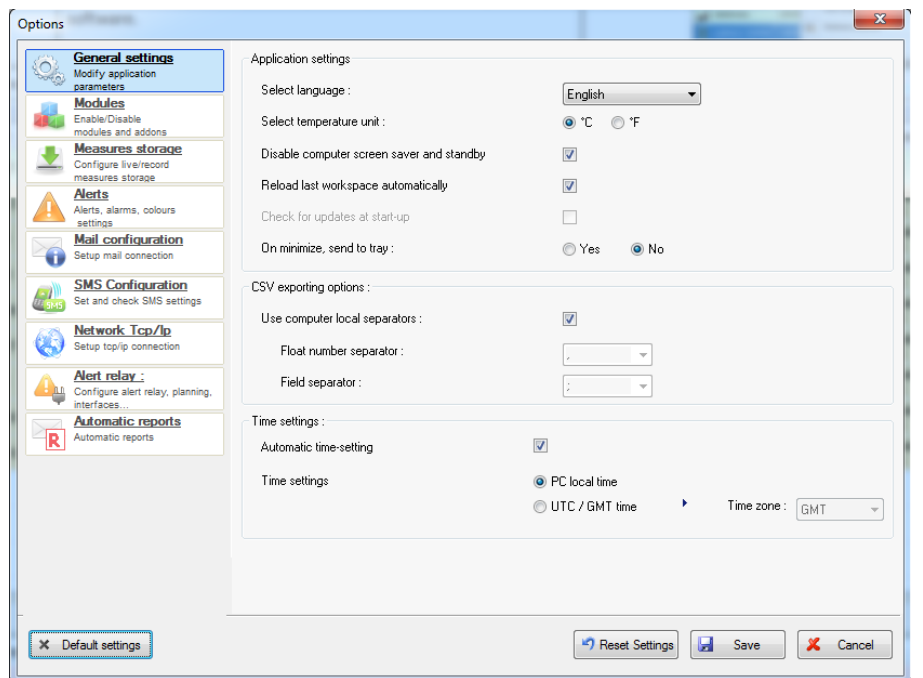 Options
General settings
Modify application
parameters
Modules
Enable/Disable
modules and addons
Measures storage
Configure live/record
measures storage
Alerts
Alerts, alarms, colours
settings
Mail configuration
Setup mail connection
SMS Configuration
Set and check SMS settings
SMS
Network Tcp/Ip
Setup tcp/ip connection
Alert relay :
Configure alert relay, planning,
interfaces...
Automatic reports
Automatic reports
R
Application settings
Select language :
English
Select temperature unit :
°C
°F
Disable computer screen saver and standby
Reload last workspace automatically
Check for updates at start-up
On minimize, send to tray :
Yes
No
CSV exporting options :
Use computer local separators :
Float number separator :
,
Field separator :
;
Time settings :
Automatic time-setting
Time settings
PC local time
UTC / GMT time
Time zone :
GMT
Default settings
Reset Settings
Save
Cancel